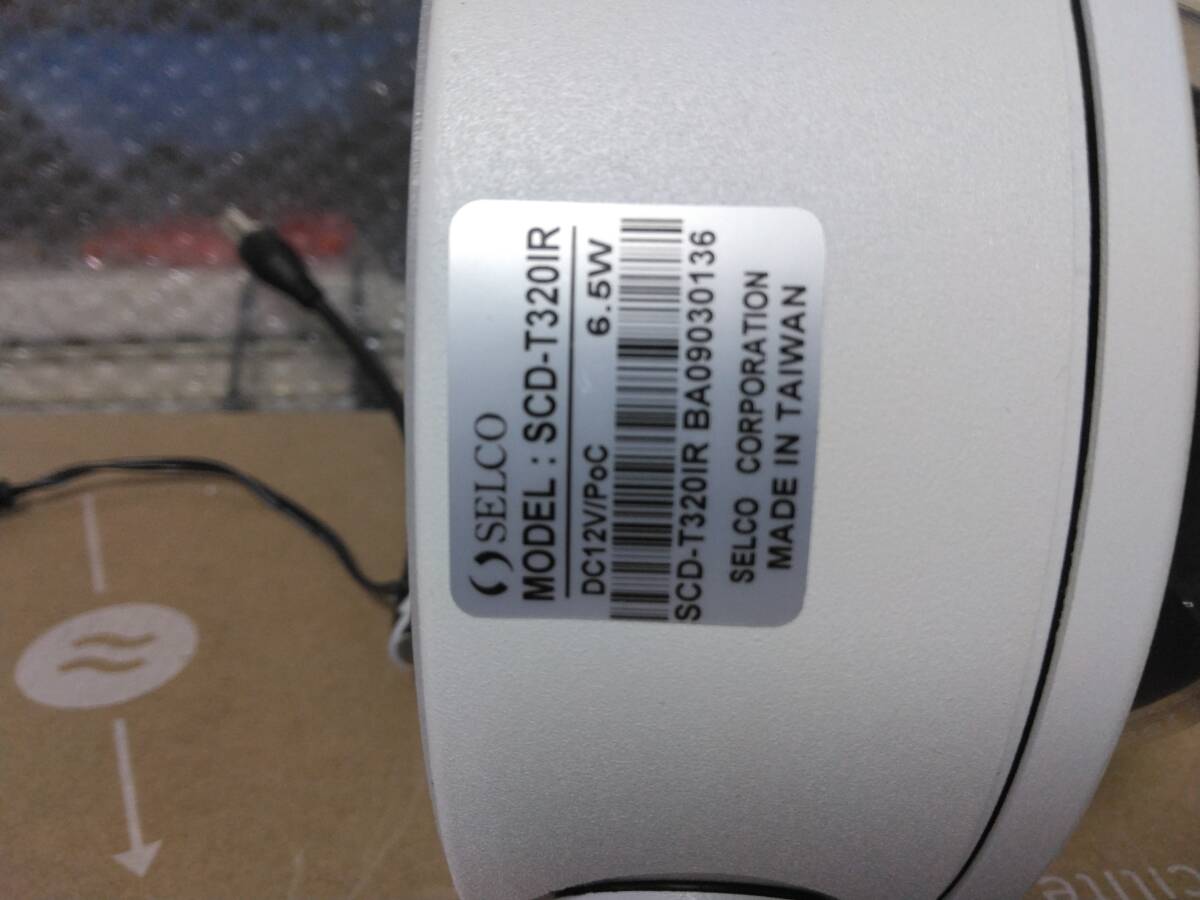 SELCO
MODEL : SCD-T320IR
DC12V/PoC 6.5W
SCD-T320IR BA09030136
SELCO CORPORATION
MADE IN TAIWAN